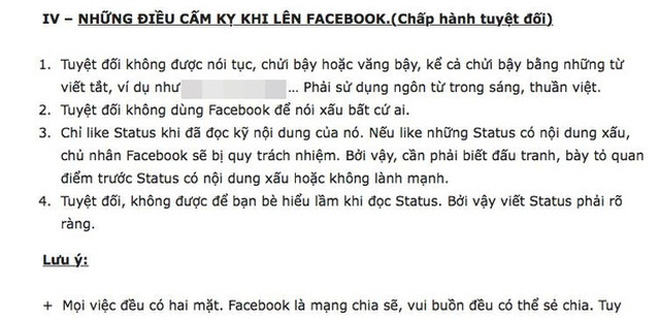 IV – NHỮNG ĐIỀU CẤM KỴ KHI LÊN FACEBOOK.(Chấp hành tuyệt đối)
1. Tuyệt đối không được nói tục, chửi bậy hoặc văng bậy, kể cả chửi bậy bằng những từ
viết tắt, ví dụ như ... Phải sử dụng ngôn từ trong sáng, thuần việt.
2. Tuyệt đối không dùng Facebook để nói xấu bất cứ ai.
3. Chỉ like Status khi đã đọc kỹ nội dung của nó. Nếu like những Status có nội dung xấu,
chủ nhân Facebook sẽ bị quy trách nhiệm. Bởi vậy, cần phải biết đấu tranh, bày tỏ quan
điểm trước Status có nội dung xấu hoặc không lành mạnh.
4. Tuyệt đối, không được để bạn bè hiểu lầm khi đọc Status. Bởi vậy viết Status phải rõ
ràng.
Lưu ý:
+ Mọi việc đều có hai mặt. Facebook là mạng chia sẽ, vui buồn đều có thể sẻ chia. Tuy